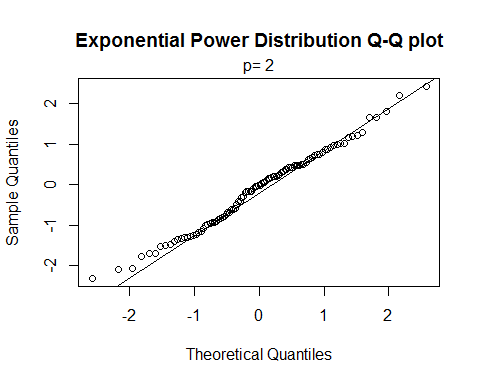 Exponential Power Distribution Q-Q plot
p= 2
Sample Quantiles
2
1
0
-1
-2
-2 -1 0 1 2
Theoretical Quantiles